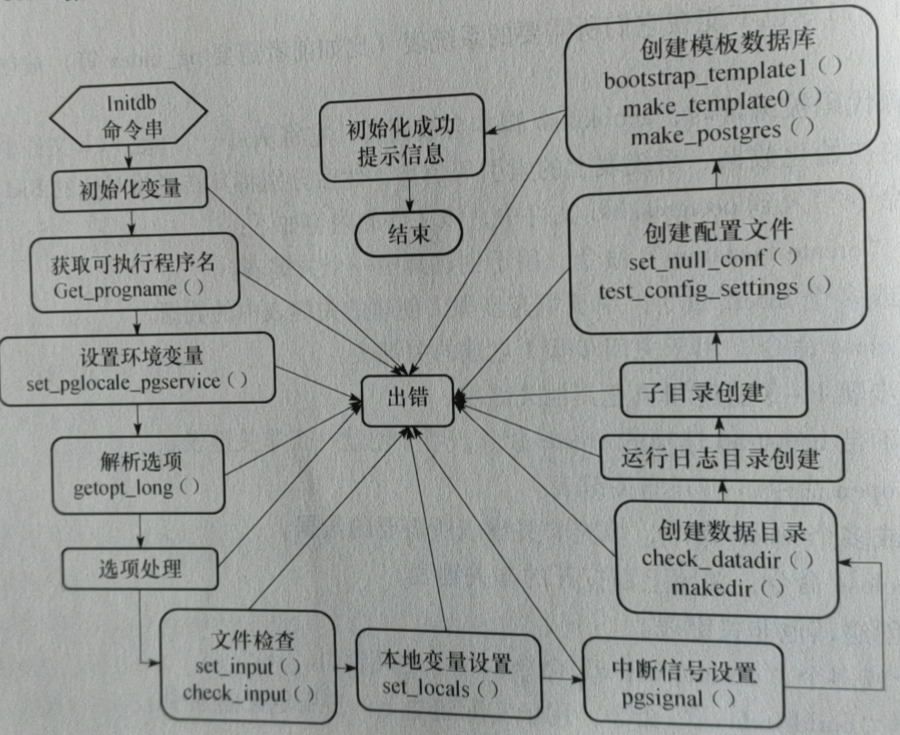 Initdb
命令串
初始化变量
获取可执行程序名
Get_progname（）
设置环境变量
set_pglocale_pgservice（）
解析选项
getopt_long（）
选项处理
文件检查
set_input（）
check_input（）
本地变量设置
set_locals（）
中断信号设置
pgsignal（）
创建数据目录
check_datadir（）
makedir（）
运行日志目录创建
子目录创建
创建配置文件
set_null_conf（）
test_config_settings（）
创建模板数据库
bootstrap_template1（）
make_template0（）
make_postgres（）
初始化成功
提示信息
结束
出错